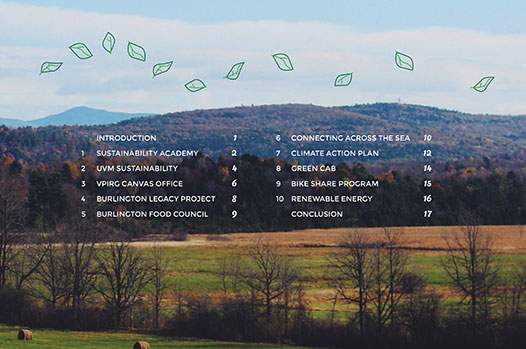 INTRODUCTION 1
1 SUSTAINABILITY ACADEMY 2
2 UVM SUSTAINABILITY 4
3 VPIRG CANVAS OFFICE 6
4 BURLINGTON LEGACY PROJECT 8
5 BURLINGTON FOOD COUNCIL 9
6 CONNECTING ACROSS THE SEA 10
7 CLIMATE ACTION PLAN 12
8 GREEN CAB 14
9 BIKE SHARE PROGRAM 15
10 RENEWABLE ENERGY 16
CONCLUSION 17